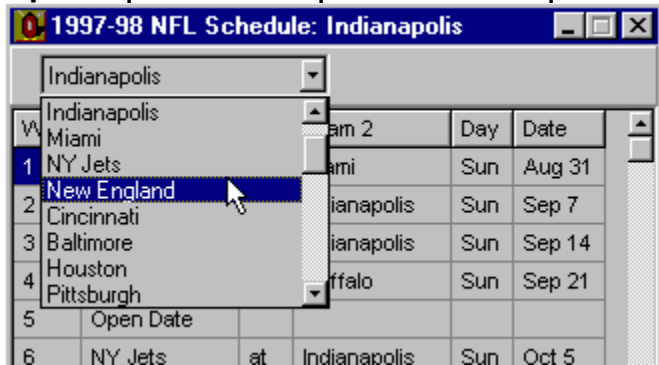 1997-98 NFL Schedule: Indianapolis
Indianapolis
Indianapolis
Miami
NY Jets
New England
Cincinnati
Baltimore
Houston
Pittsburgh
Day Date
1 Sun Aug 31
2 Sun Sep 7
3 Sun Sep 14
4 Sun Sep 21
5 Open Date
6 NY Jets at Indianapolis Sun Oct 5